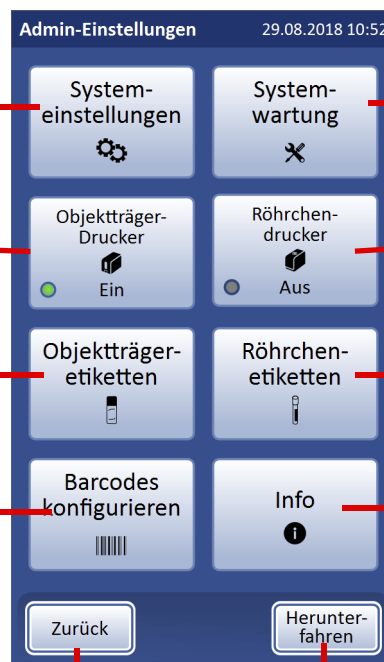 Admin-Einstellungen 29.08.2018 10:52
System-
einstellungen
System-
wartung
Objektträger-
Drucker
Ein
Röhrchen-
drucker
Aus
Objektträger-
etiketten
Röhrchen-
etiketten
Barcodes
konfigurieren
Info
Zurück
Herunter-
fahren